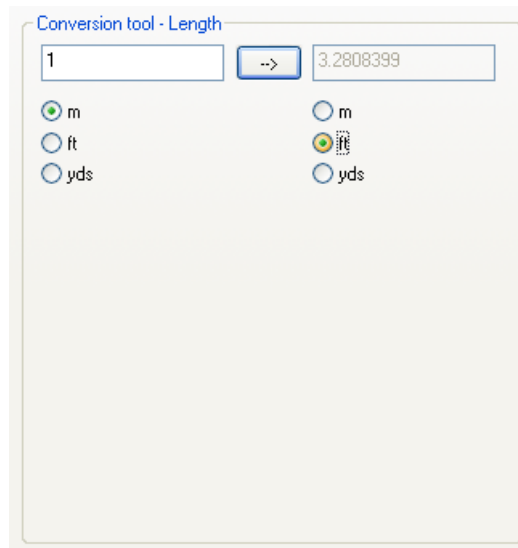 Conversion tool - Length
1 --> 3.2808399
m m
ft ft
yds yds